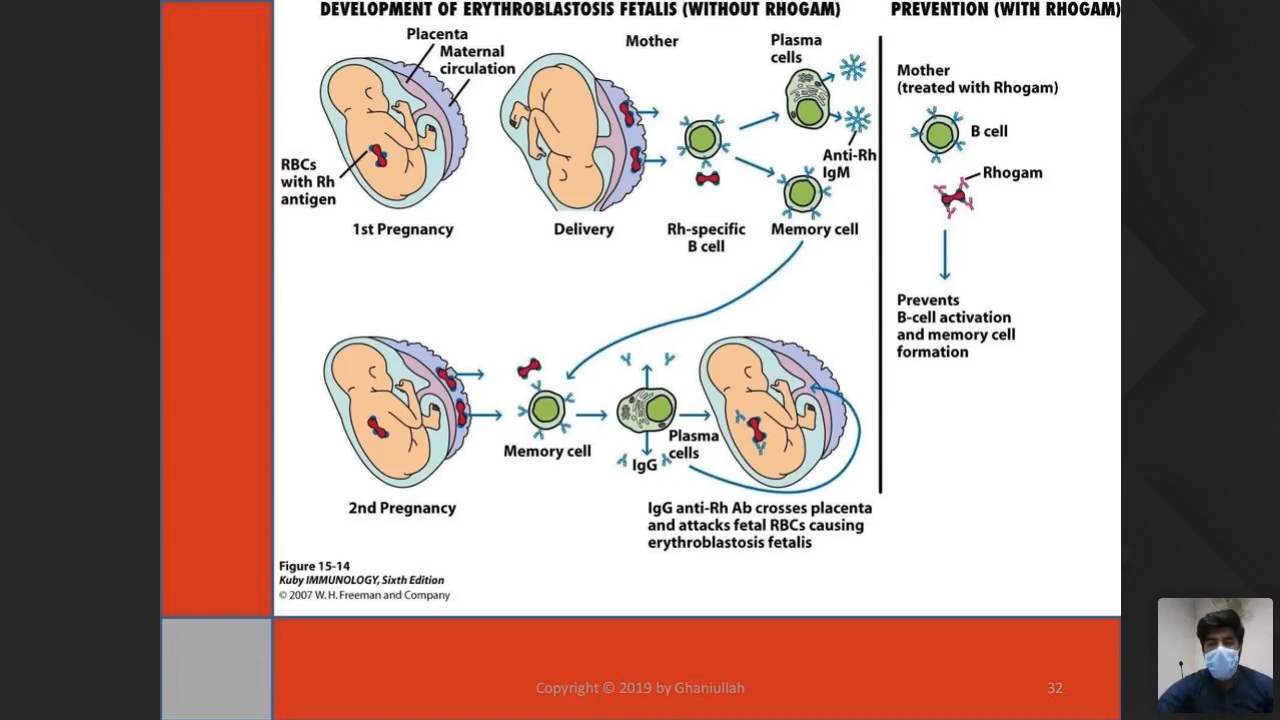 DEVELOPMENT OF ERYTHROBLASTOSIS FETALIS (WITHOUT RHOGAM)
PREVENTION (WITH RHOGAM)
Placenta
Maternal
circulation
RBCs
with Rh
antigen
1st Pregnancy
Delivery
Mother
Rh-specific
B cell
Plasma
cells
Anti-Rh
IgM
Memory cell
Mother
(treated with Rhogam)
B cell
Rhogam
Prevents
B-cell activation
and memory cell
formation
2nd Pregnancy
Memory cell
IgG
Plasma
cells
IgG anti-Rh Ab crosses placenta
and attacks fetal RBCs causing
erythroblastosis fetalis
Figure 15-14
Kuby IMMUNOLOGY, Sixth Edition
© 2007 W. H. Freeman and Company
Copyright © 2019 by Ghaniullah
32